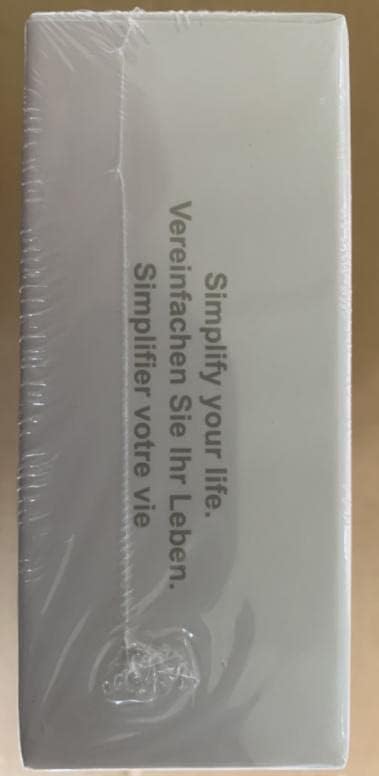 Simplify your life.
Vereinfachen Sie Ihr Leben.
Simplifier votre vie